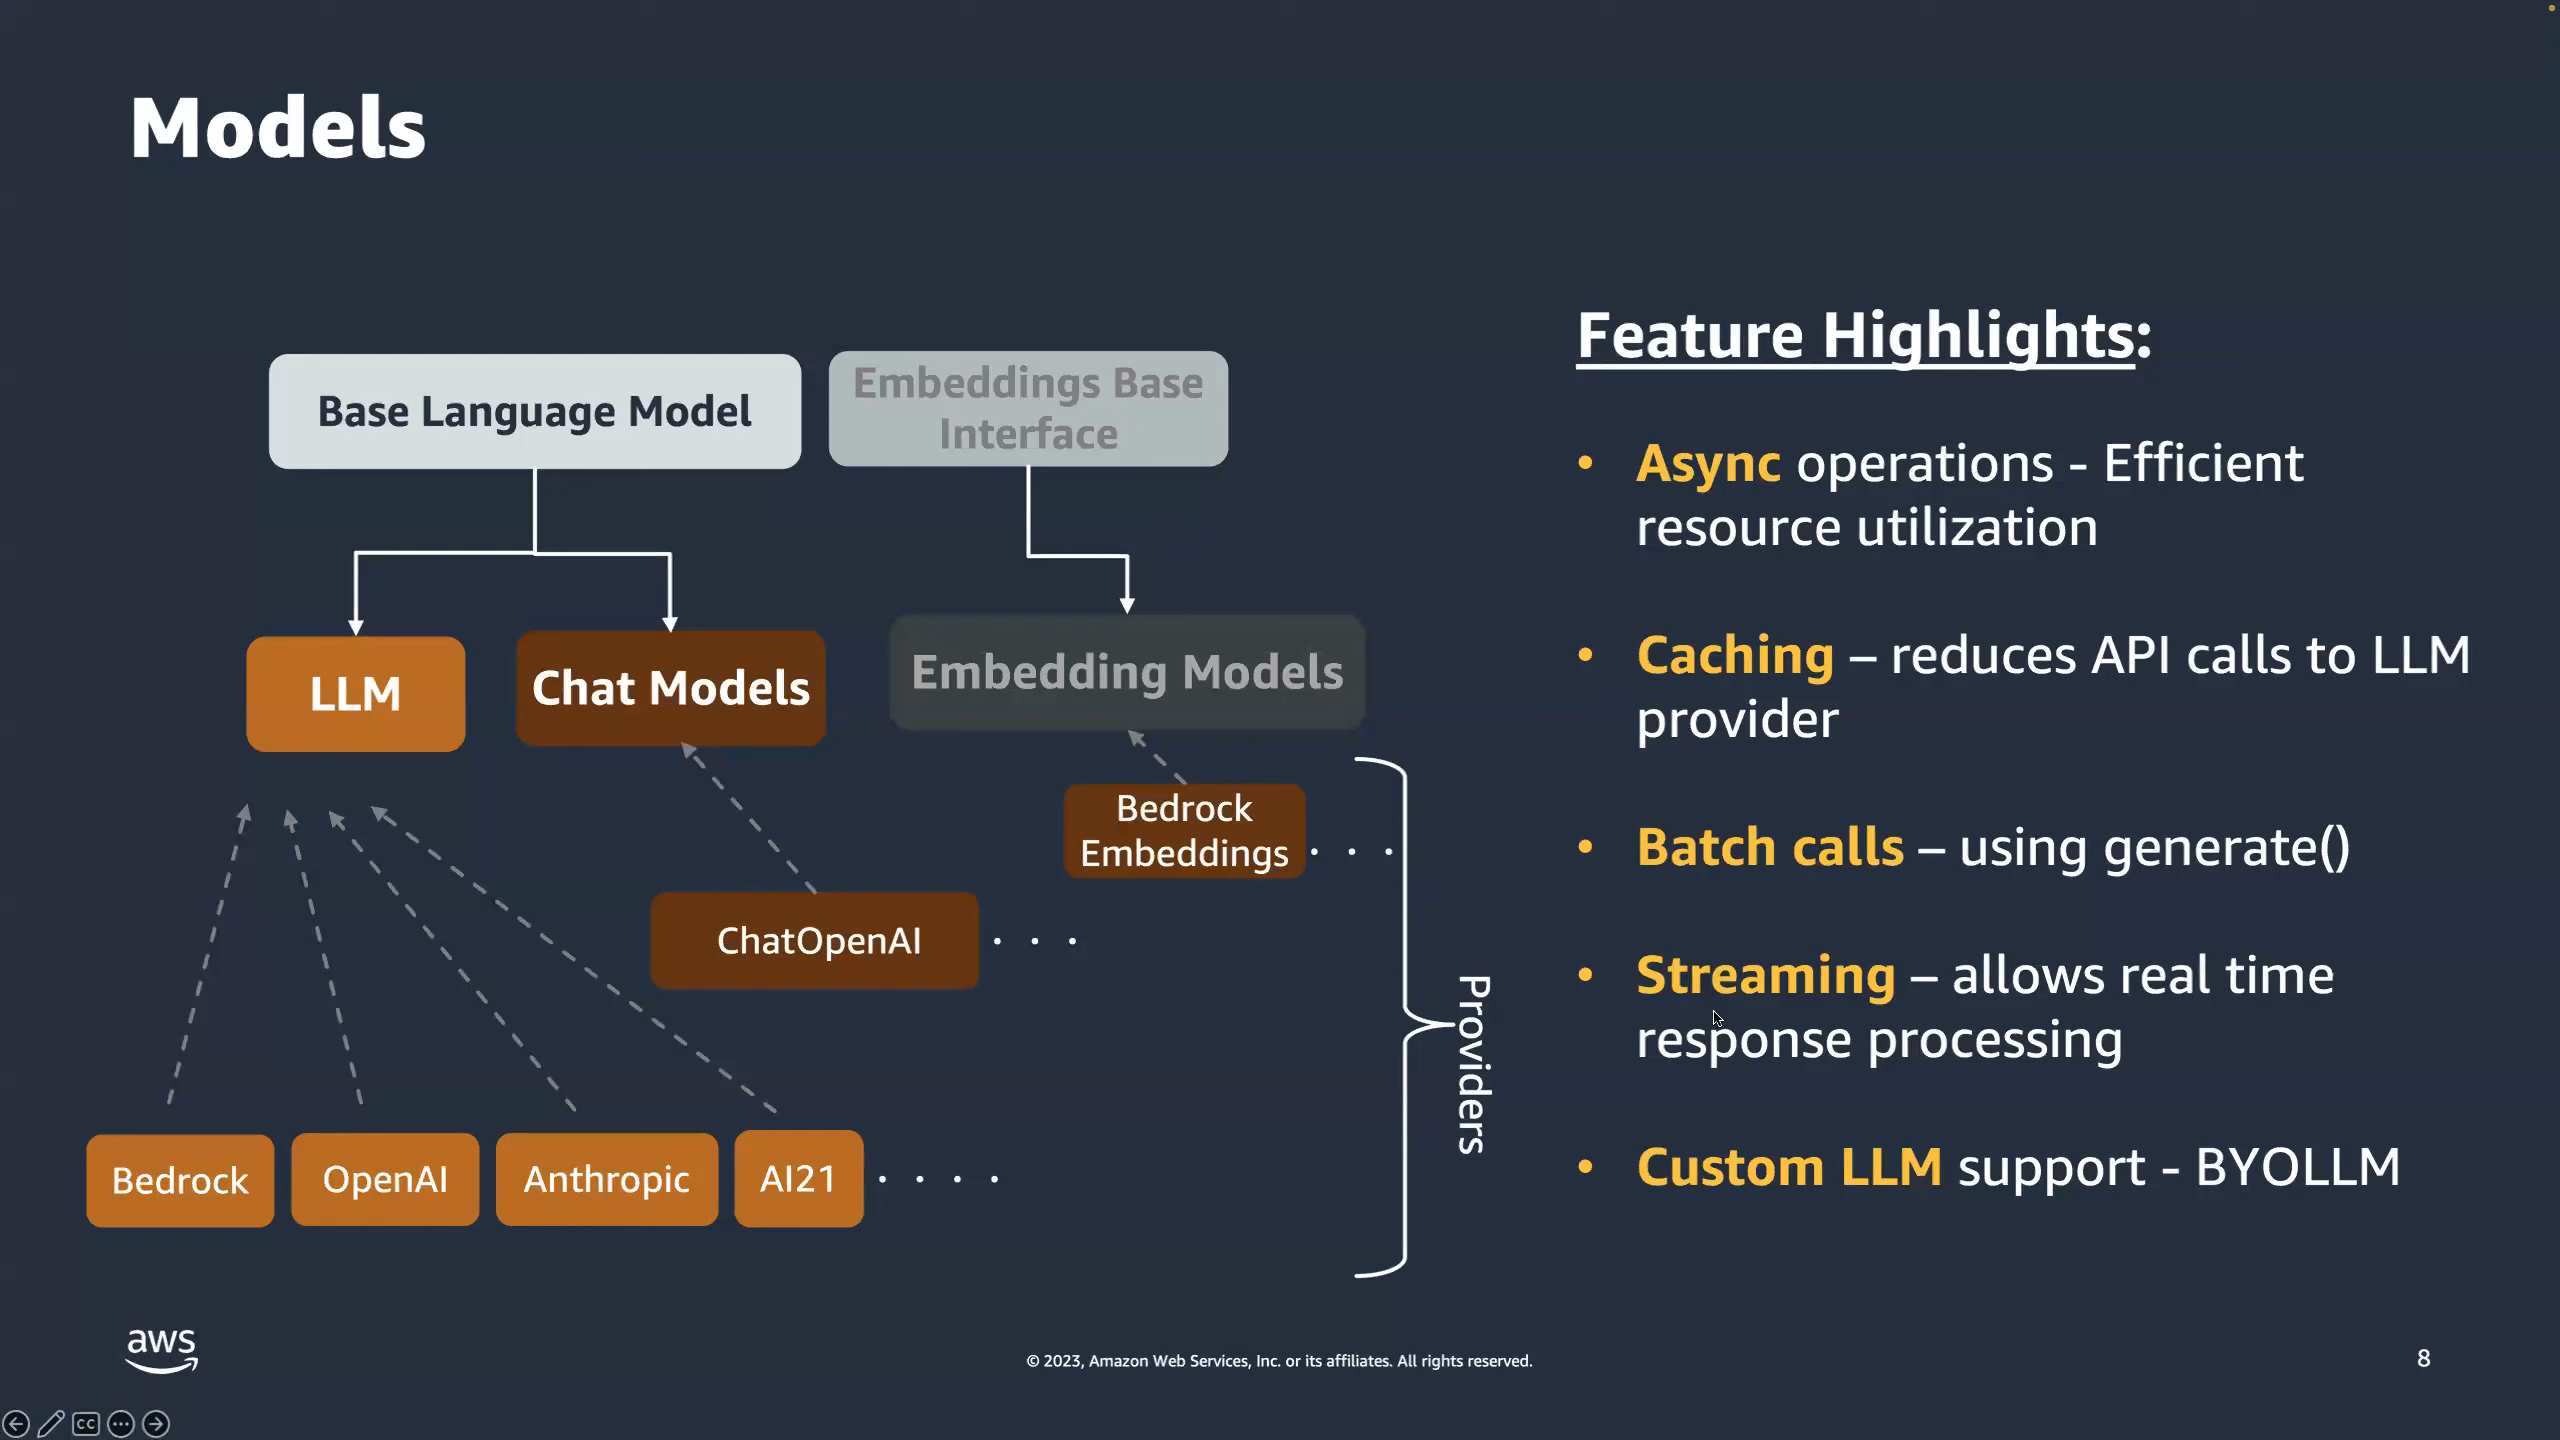 Models
Base Language Model
Embeddings Base
Interface
LLM
Chat Models
Embedding Models
Bedrock
Embeddings
. . .
ChatOpenAI
. . .
Bedrock
OpenAI
Anthropic
AI21
. . . .
Providers
Feature Highlights:
• Async operations - Efficient
resource utilization
• Caching – reduces API calls to LLM
provider
• Batch calls – using generate()
• Streaming – allows real time
response processing
• Custom LLM support - BYOLLM
aws
© 2023, Amazon Web Services, Inc. or its affiliates. All rights reserved.
8
CC